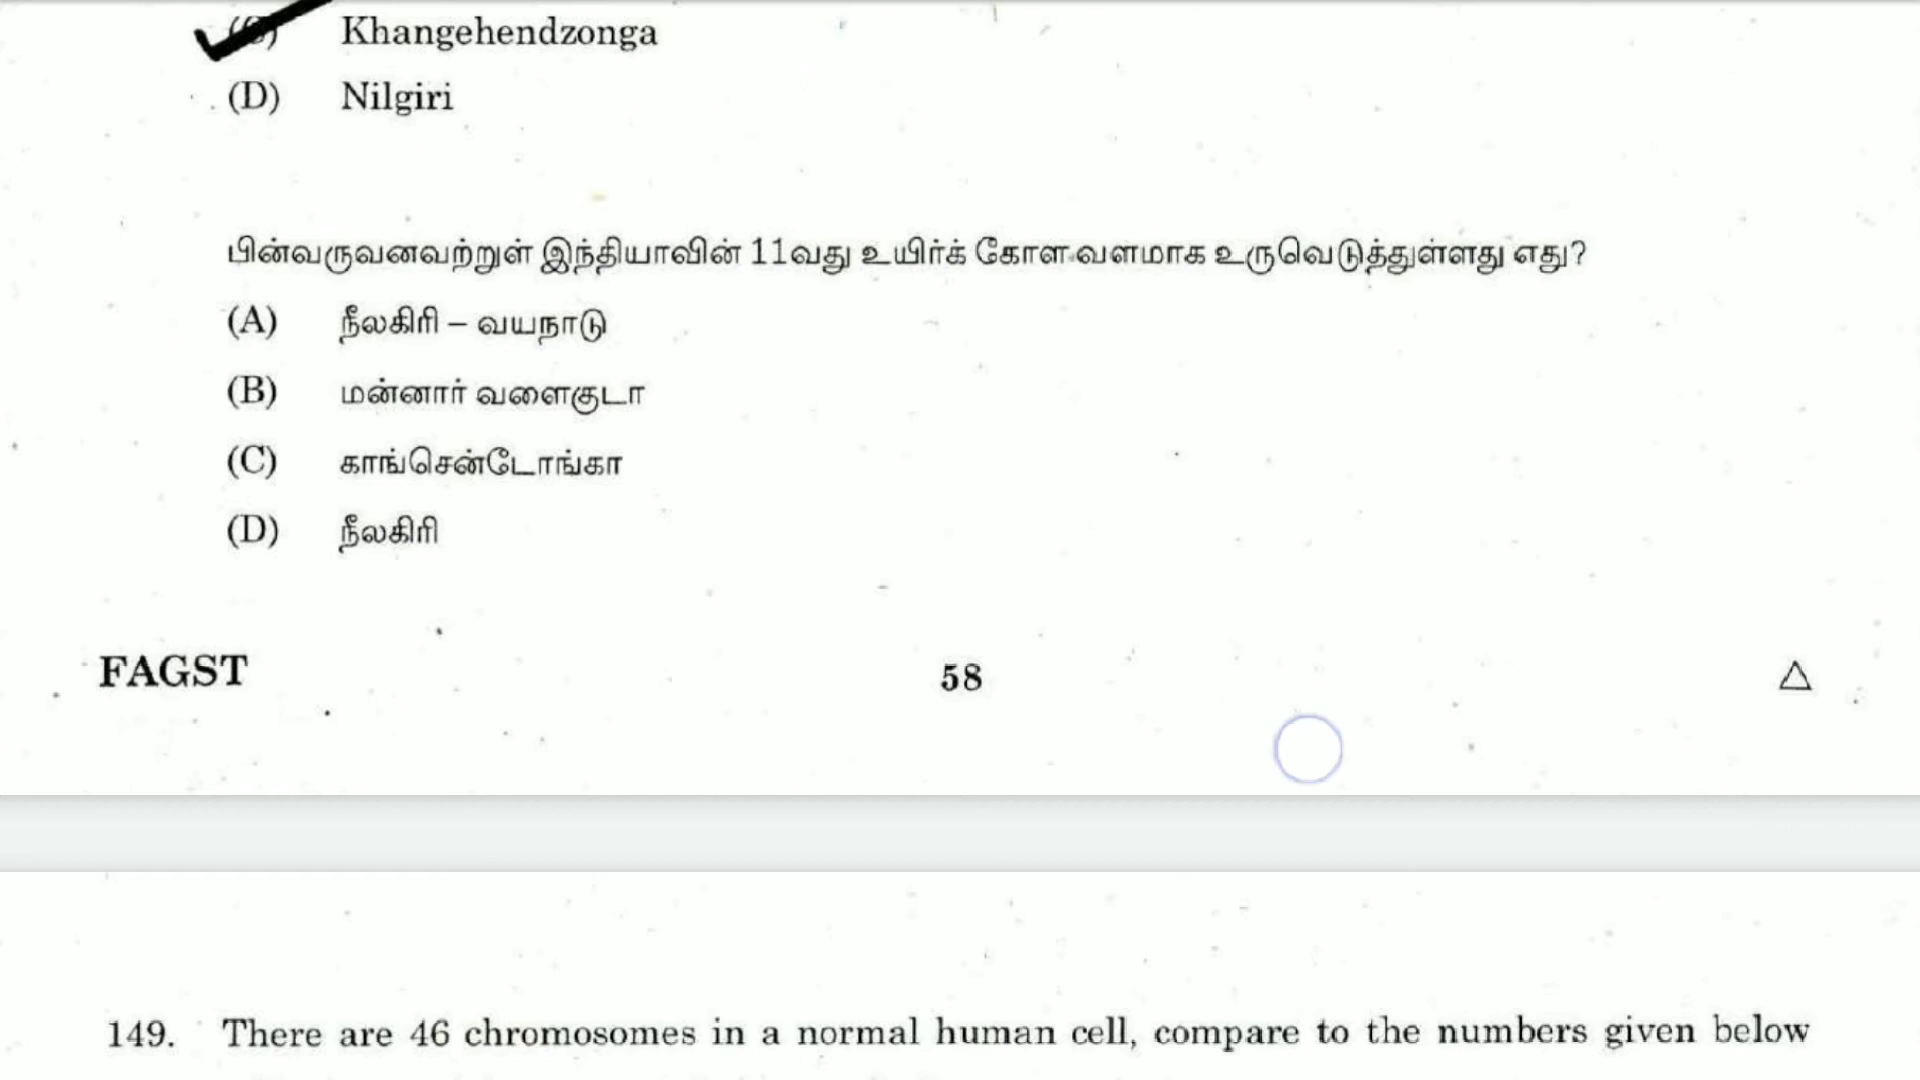 (C) Khangehendzonga
(D) Nilgiri
பின்வருவனவற்றுள் இந்தியாவின் 11வது உயிர்க் கோள வளமாக உருவெடுத்துள்ளது எது?
(A) நீலகிரி – வயநாடு
(B) மன்னார் வளைகுடா
(C) காங்சென்டோங்கா
(D) நீலகிரி
FAGST 58 △
149. There are 46 chromosomes in a normal human cell, compare to the numbers given below